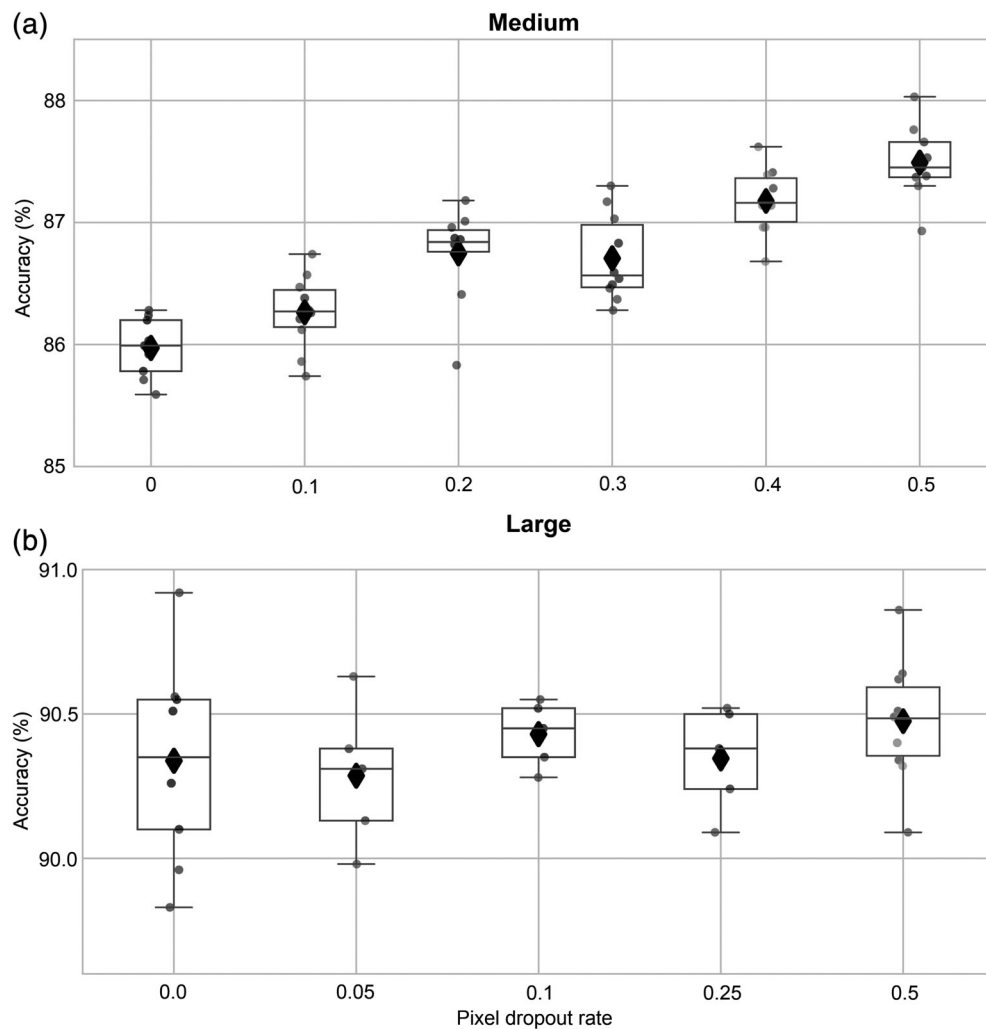 (a)
Medium
Accuracy (%)
88
87
86
85
0 0.1 0.2 0.3 0.4 0.5
(b)
Large
Accuracy (%)
91.0
90.5
90.0
0.0 0.05 0.1 0.25 0.5
Pixel dropout rate